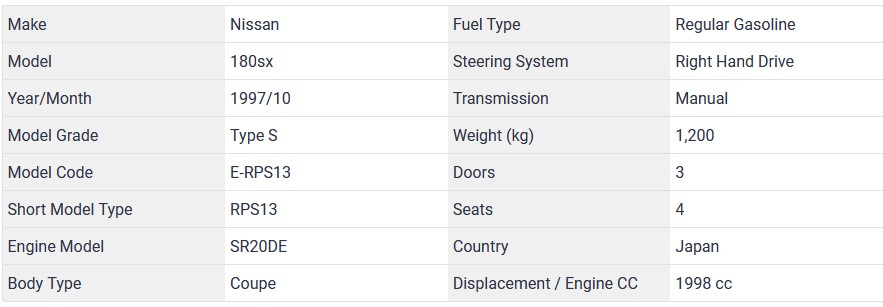 Make Nissan Fuel Type Regular Gasoline
Model 180sx Steering System Right Hand Drive
Year/Month 1997/10 Transmission Manual
Model Grade Type S Weight (kg) 1,200
Model Code E-RPS13 Doors 3
Short Model Type RPS13 Seats 4
Engine Model SR20DE Country Japan
Body Type Coupe Displacement / Engine CC 1998 cc